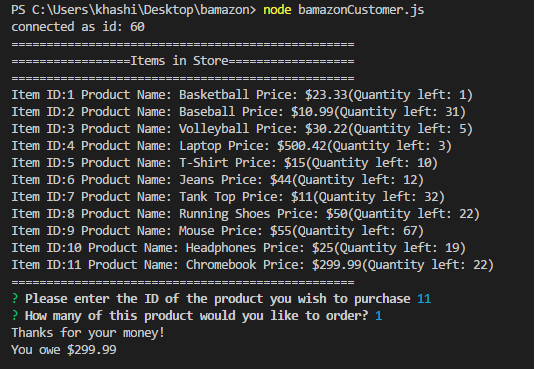 PS C:\Users\khashi\Desktop\bamazon> node bamazonCustomer.js
connected as id: 60
=================================================
=================Items in Store==================
=================================================
Item ID:1 Product Name: Basketball Price: $23.33(Quantity left: 1)
Item ID:2 Product Name: Baseball Price: $10.99(Quantity left: 31)
Item ID:3 Product Name: Volleyball Price: $30.22(Quantity left: 5)
Item ID:4 Product Name: Laptop Price: $500.42(Quantity left: 3)
Item ID:5 Product Name: T-Shirt Price: $15(Quantity left: 10)
Item ID:6 Product Name: Jeans Price: $44(Quantity left: 12)
Item ID:7 Product Name: Tank Top Price: $11(Quantity left: 32)
Item ID:8 Product Name: Running Shoes Price: $50(Quantity left: 22)
Item ID:9 Product Name: Mouse Price: $55(Quantity left: 67)
Item ID:10 Product Name: Headphones Price: $25(Quantity left: 19)
Item ID:11 Product Name: Chromebook Price: $299.99(Quantity left: 22)
=================================================
? Please enter the ID of the product you wish to purchase 11
? How many of this product would you like to order? 1
Thanks for your money!
You owe $299.99